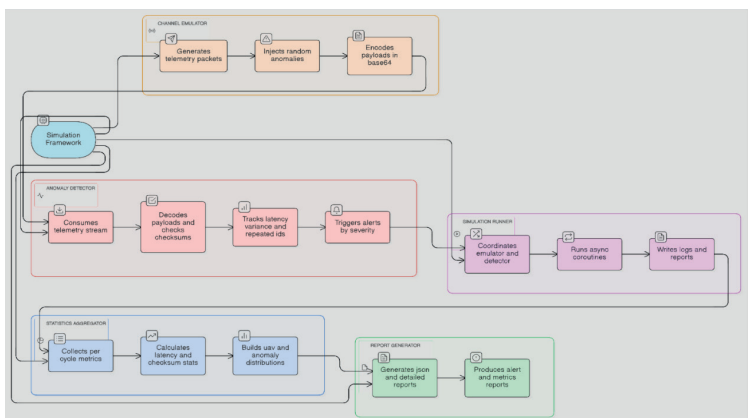 CHANNEL EMULATOR
Generates
telemetry packets
Injects random
anomalies
Encodes
payloads in
base64
Simulation
Framework
ANOMALY DETECTOR
Consumes
telemetry stream
Decodes
payloads and
checks
checksums
Tracks latency
variance and
repeated ids
Triggers alerts
by severity
SIMULATION RUNNER
Coordinates
emulator and
detector
Runs async
coroutines
Writes logs and
reports
STATISTICS AGGREGATOR
Collects per
cycle metrics
Calculates
latency and
checksum stats
Builds uav and
anomaly
distributions
REPORT GENERATOR
Generates json
and detailed
reports
Produces alert
and metrics
reports